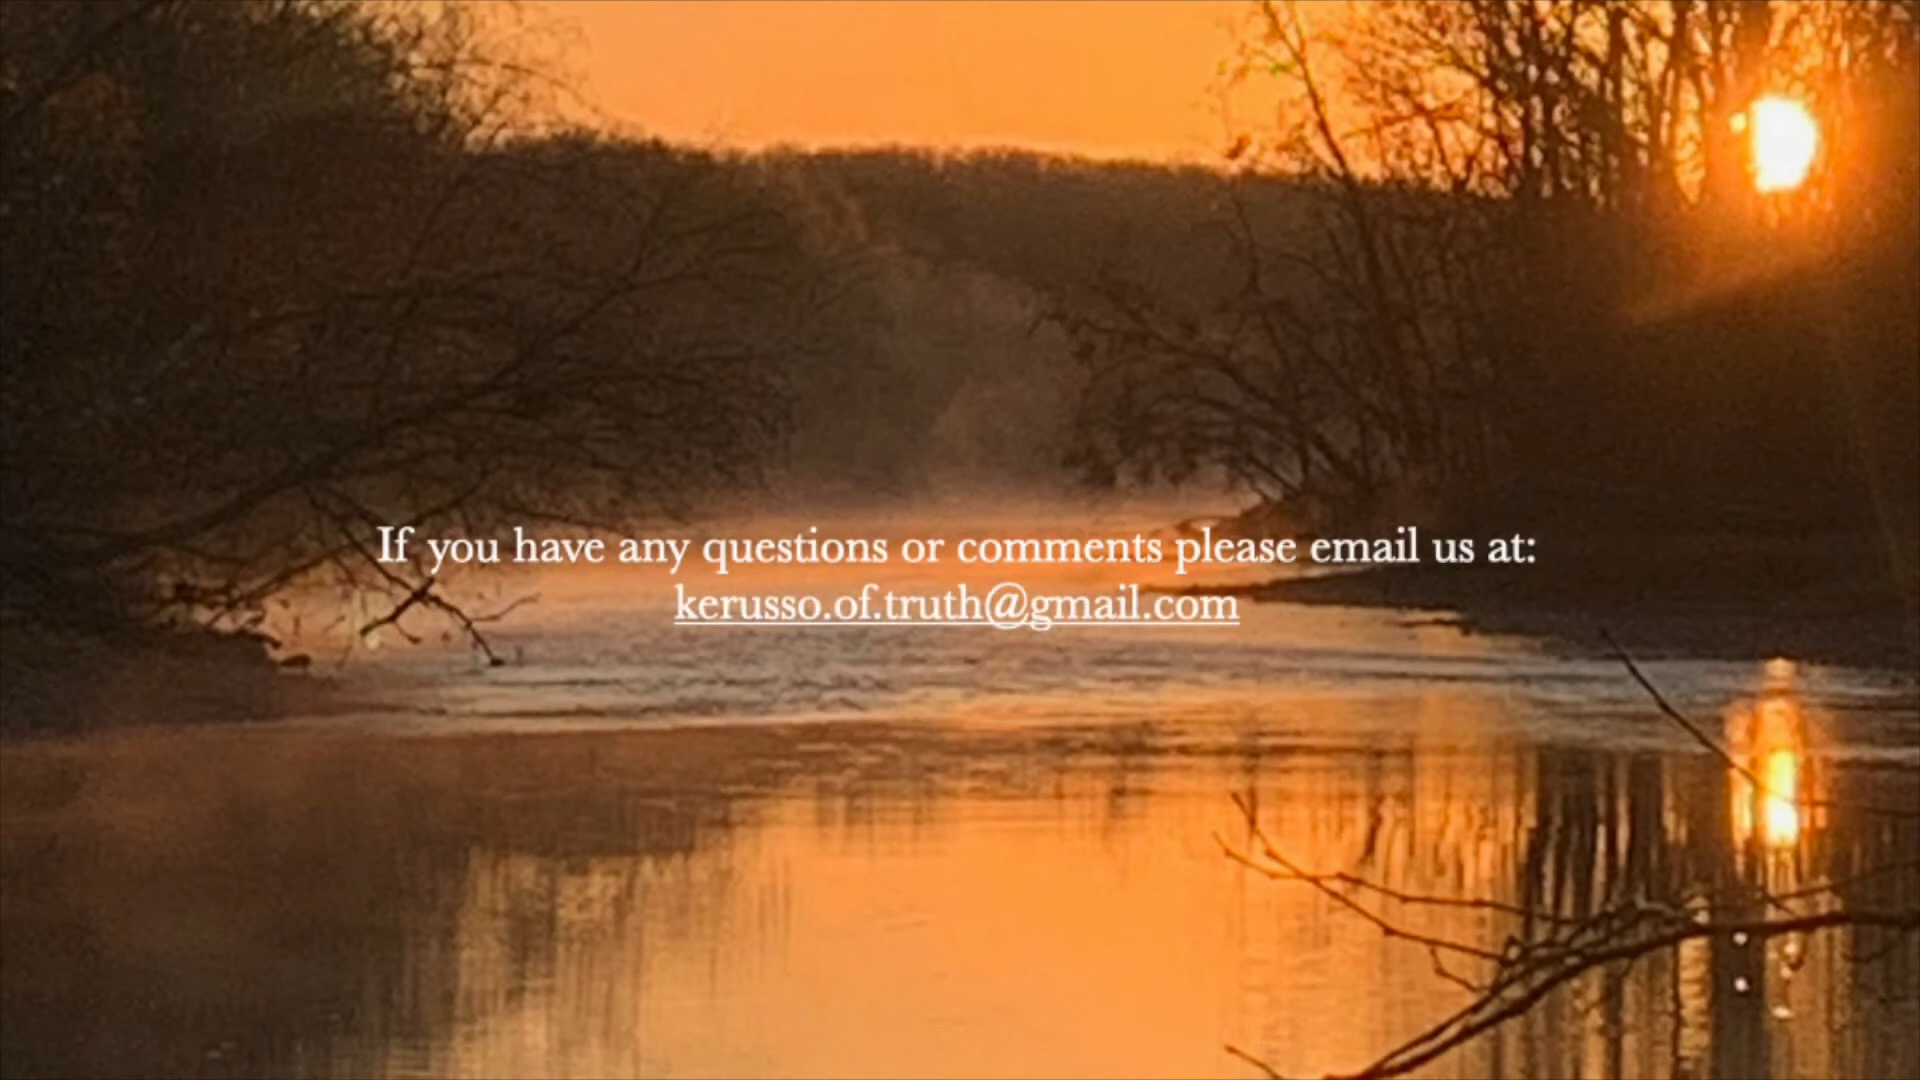 If you have any questions or comments please email us at:
kerusso.of.truth@gmail.com